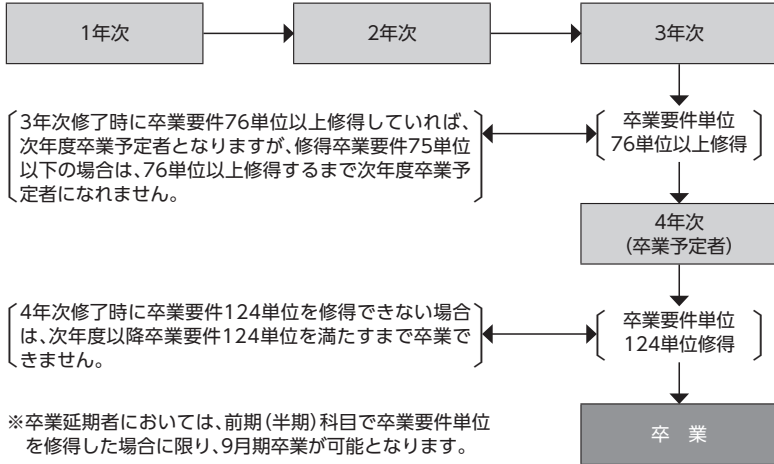 1年次
2年次
3年次
3年次修了時に卒業要件76単位以上修得していれば、
次年度卒業予定者となりますが、修得卒業要件75単位
以下の場合は、76単位以上修得するまで次年度卒業予
定者になれません。
卒業要件単位
76単位以上修得
4年次
(卒業予定者)
4年次修了時に卒業要件124単位を修得できない場合
は、次年度以降卒業要件124単位を満たすまで卒業で
きません。
卒業要件単位
124単位修得
※卒業延期者においては、前期(半期)科目で卒業要件単位
を修得した場合に限り、9月期卒業が可能となります。
卒 業